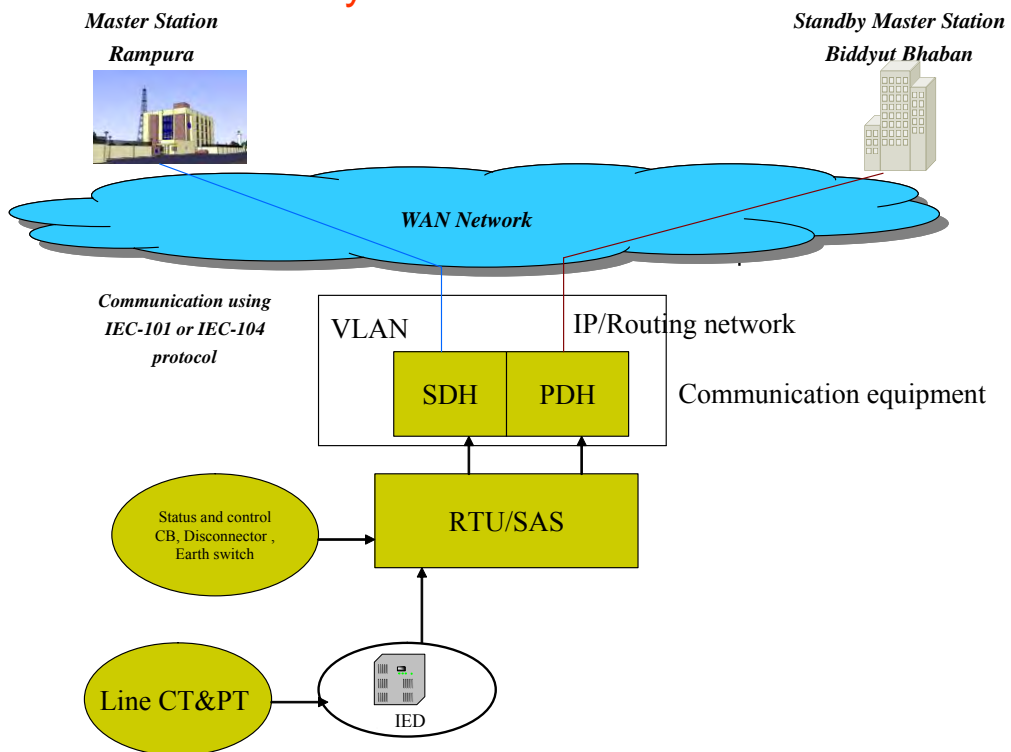 Master Station
Rampura
Standby Master Station
Biddyut Bhaban
WAN Network
Communication using
IEC-101 or IEC-104
protocol
VLAN
IP/Routing network
SDH
PDH
Communication equipment
Status and control
CB, Disconnector ,
Earth switch
RTU/SAS
Line CT&PT
IED